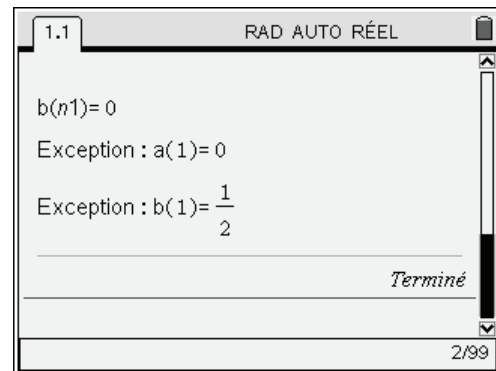 1.1 RAD AUTO RÉEL
b(n1)= 0
Exception : a(1)= 0
Exception : b(1)= 1/2
Terminé
2/99